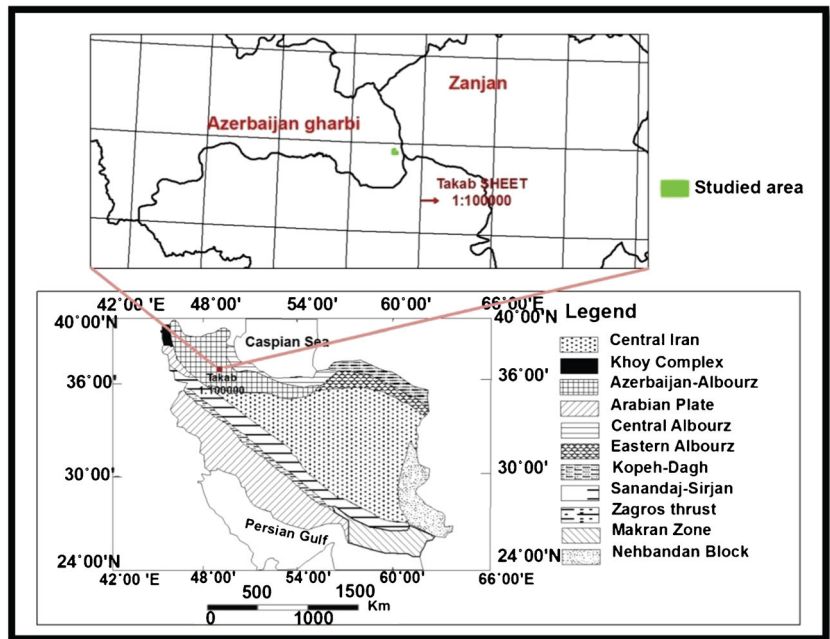 Zanjan
Azerbaijan gharbi
Takab SHEET
1:100000
Studied area
42˚00'00'E 48˚00' 54˚00' 60˚00' 66˚00'E
40˚00'N
40˚00'N
Legend
Caspian Sea
Takab
1:100000
36˚00'
36˚00'
30˚00'
30˚00'
Persian Gulf
24˚00'N
24˚00'N
42˚00 'E 48˚00' 54˚00' 60˚00' 66˚00'E
Central Iran
Khoy Complex
Azerbaijan-Albourz
Arabian Plate
Central Albourz
Eastern Albourz
Kopeh-Dagh
Sanandaj-Sirjan
Zagros thrust
Makran Zone
Nehbandan Block
500 1500
Km
0 1000